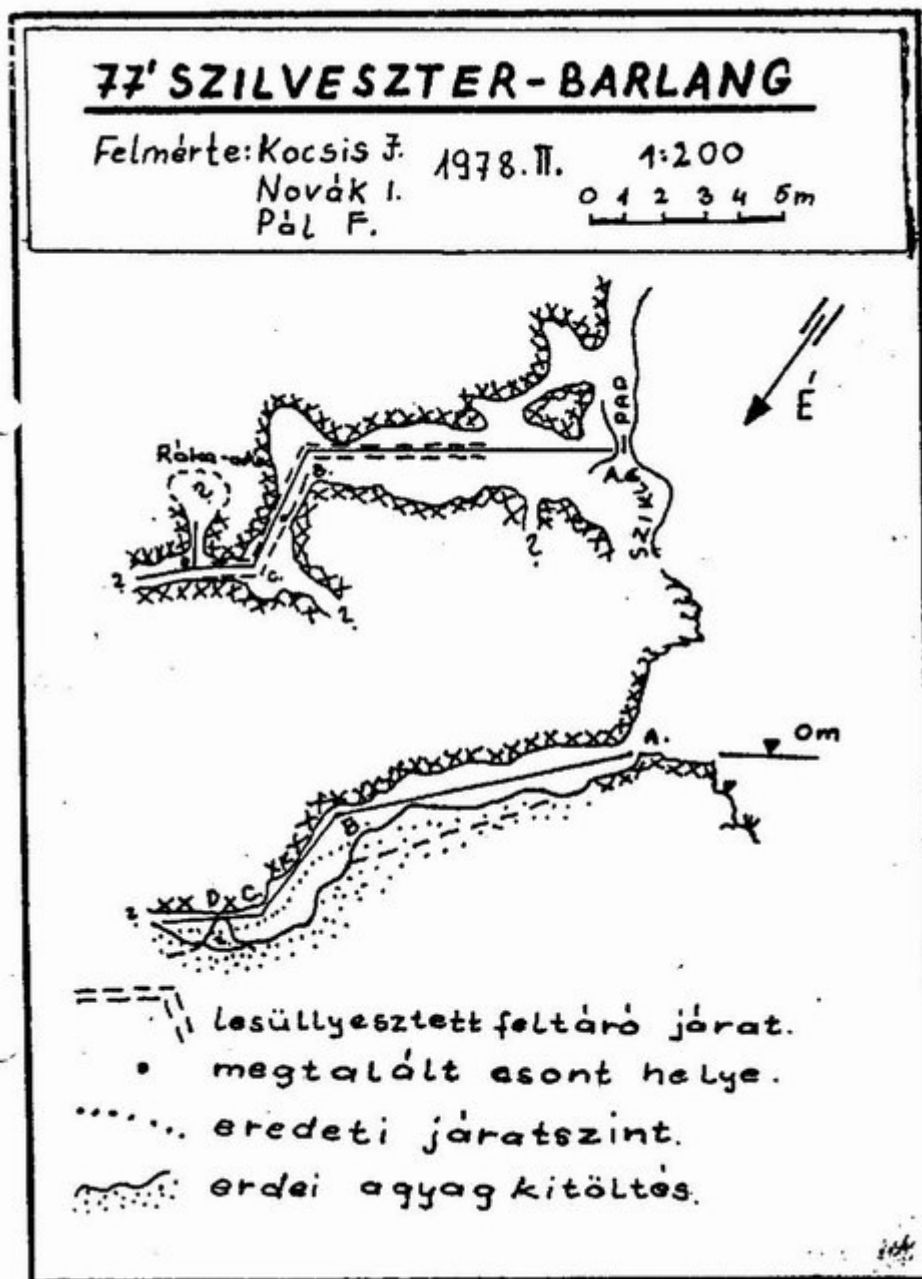 77' SZILVESZTER-BARLANG
Felmérte: Kocsis J. 1978. II. 1:200
Novák I.
Pál F.
0 1 2 3 4 5m
É
PAD
SZIKLA
A.
B.
C.
?
?
?
?
A.
0m
B.
D C.
?
lesüllyesztett feltáró járat.
megtalált csont helye.
eredeti járatszint.
erdei agyag kitöltés.